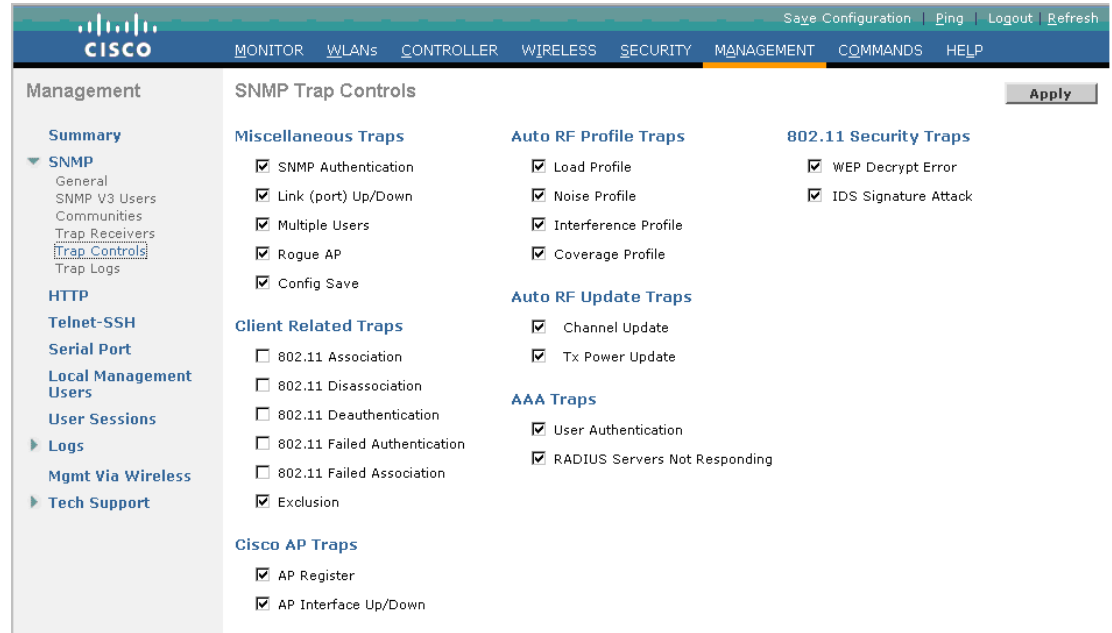 Save Configuration | Ping | Logout | Refresh
CISCO
MONITOR WLANs CONTROLLER WIRELESS SECURITY MANAGEMENT COMMANDS HELP
Management
Summary
SNMP
General
SNMP V3 Users
Communities
Trap Receivers
Trap Controls
Trap Logs
HTTP
Telnet-SSH
Serial Port
Local Management
Users
User Sessions
Logs
Mgmt Via Wireless
Tech Support
SNMP Trap Controls
Apply
Miscellaneous Traps
SNMP Authentication
Link (port) Up/Down
Multiple Users
Rogue AP
Config Save
Client Related Traps
802.11 Association
802.11 Disassociation
802.11 Deauthentication
802.11 Failed Authentication
802.11 Failed Association
Exclusion
Cisco AP Traps
AP Register
AP Interface Up/Down
Auto RF Profile Traps
Load Profile
Noise Profile
Interference Profile
Coverage Profile
Auto RF Update Traps
Channel Update
Tx Power Update
AAA Traps
User Authentication
RADIUS Servers Not Responding
802.11 Security Traps
WEP Decrypt Error
IDS Signature Attack